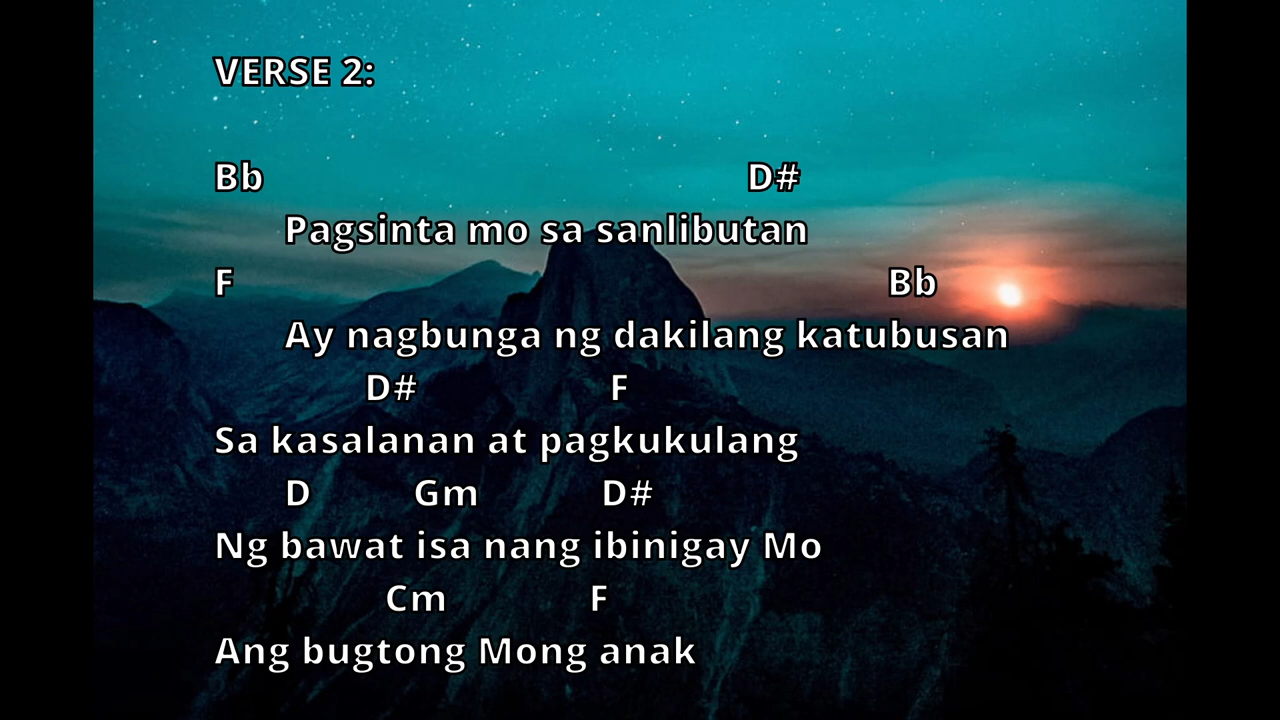 VERSE 2:
Bb D#
Pagsinta mo sa sanlibutan
F Bb
Ay nagbunga ng dakilang katubusan
D# F
Sa kasalanan at pagkukulang
D Gm D#
Ng bawat isa nang ibinigay Mo
Cm F
Ang bugtong Mong anak